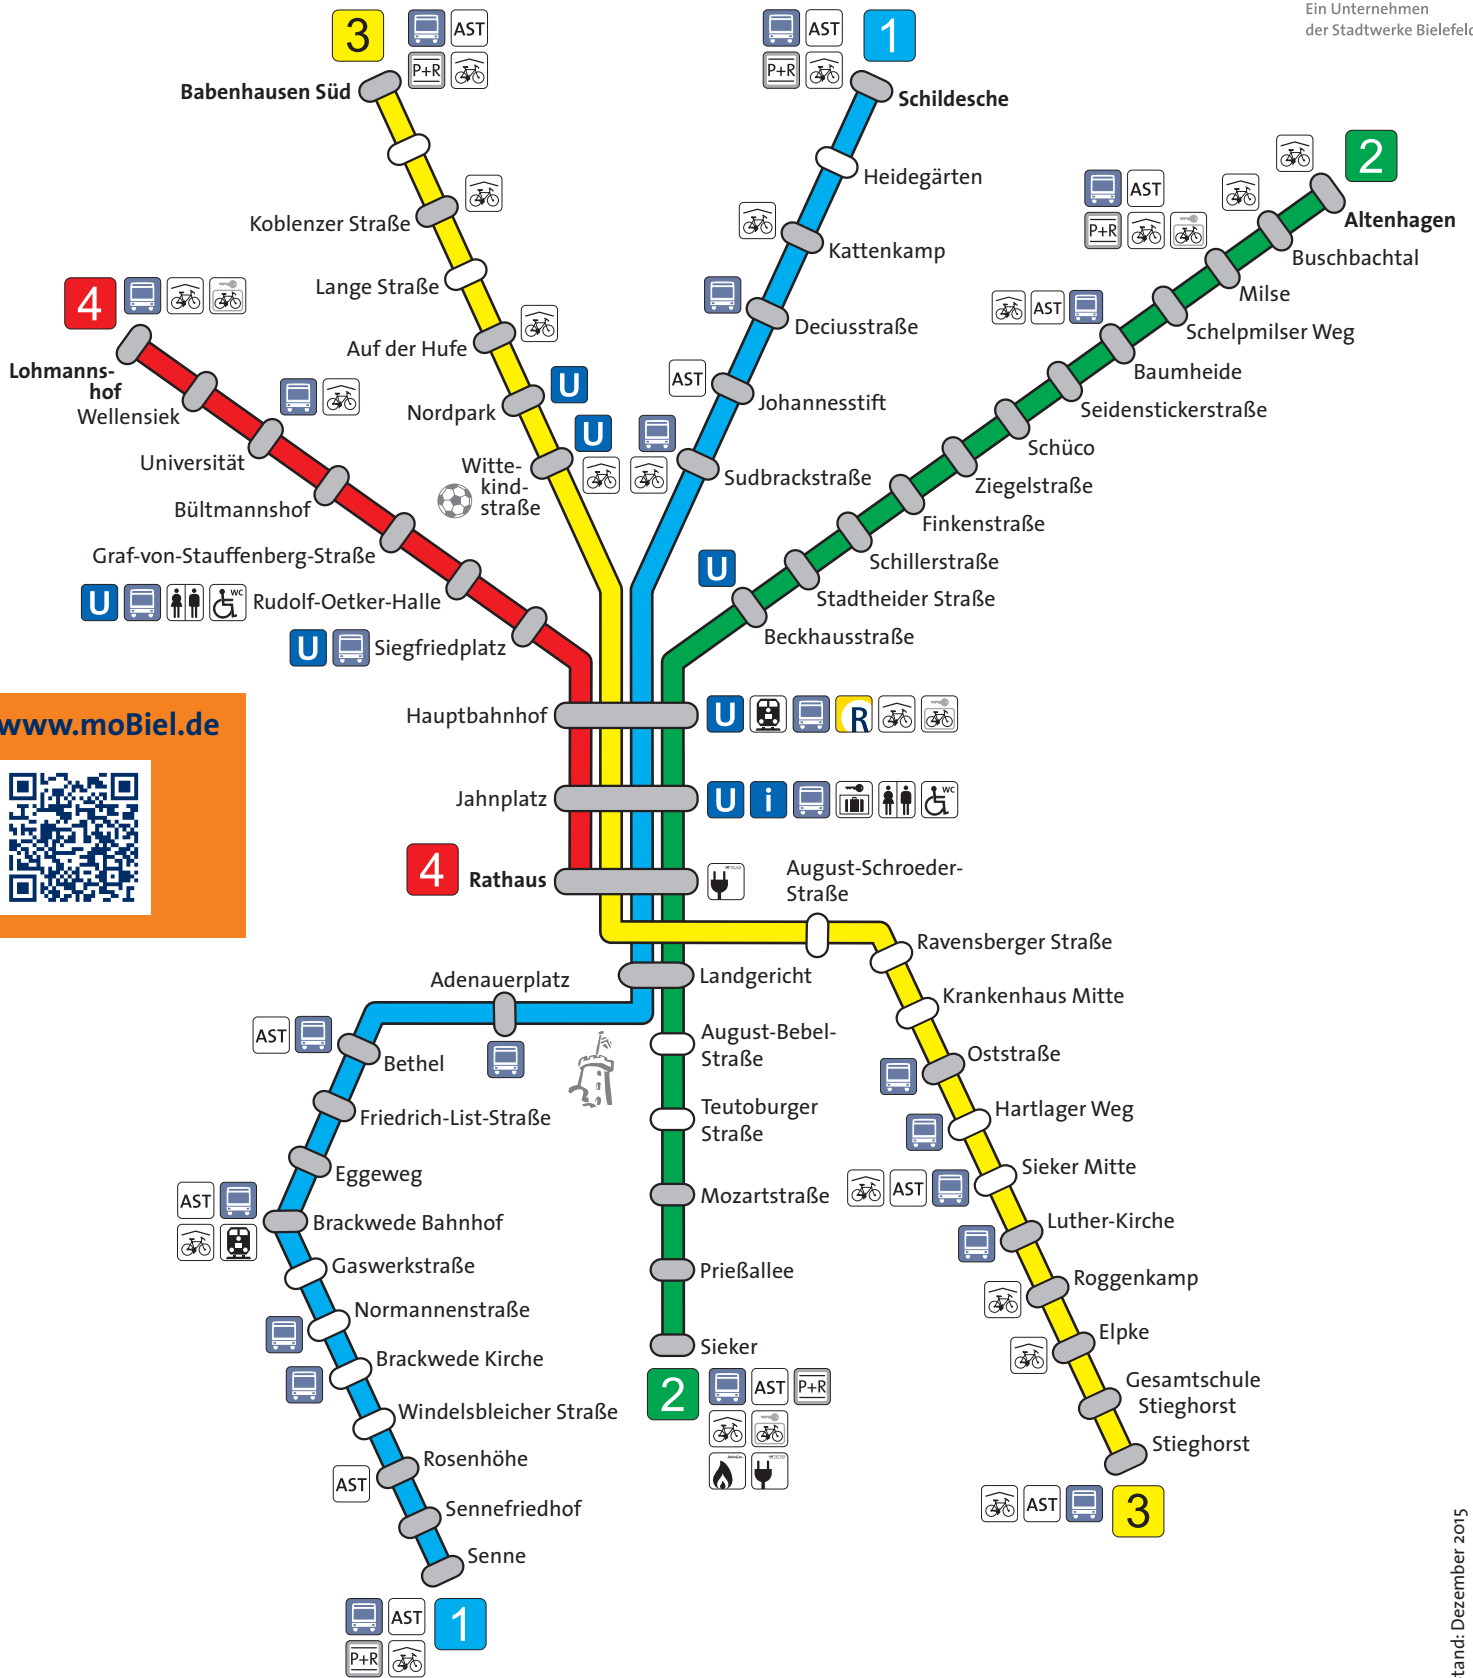 Ein Unternehmen
der Stadtwerke Bielefeld
3
AST
P+R
Babenhausen Süd
AST
P+R
1
Schildesche
Heidegärten
Kattenkamp
Deciusstraße
AST
Johannesstift
Sudbrackstraße
2
AST
P+R
Altenhagen
Buschbachtal
Milse
AST
Schelpmilser Weg
Baumheide
Seidenstickerstraße
Schüco
Ziegelstraße
Finkenstraße
Schillerstraße
Stadtheider Straße
U
Beckhausstraße
Koblenzer Straße
Lange Straße
Auf der Hufe
U
Nordpark
U
Witte-
kind-
straße
4
Lohmanns-
hof
Wellensiek
Universität
Bültmannshof
Graf-von-Stauffenberg-Straße
U
WC
Rudolf-Oetker-Halle
U
Siegfriedplatz
www.moBiel.de
Hauptbahnhof
U
R
Jahnplatz
U
i
WC
4
Rathaus
August-Schroeder-
Straße
Ravensberger Straße
Krankenhaus Mitte
Oststraße
Hartlager Weg
Sieker Mitte
AST
Luther-Kirche
Roggenkamp
Elpke
Gesamtschule
Stieghorst
Stieghorst
AST
3
Landgericht
August-Bebel-
Straße
Teutoburger
Straße
Mozartstraße
Prießallee
Sieker
2
AST
P+R
Adenauerplatz
AST
Bethel
Friedrich-List-Straße
Eggeweg
AST
Brackwede Bahnhof
Gaswerkstraße
Normannenstraße
Brackwede Kirche
Windelsbleicher Straße
Rosenhöhe
AST
Sennefriedhof
Senne
AST
P+R
1
tand: Dezember 2015